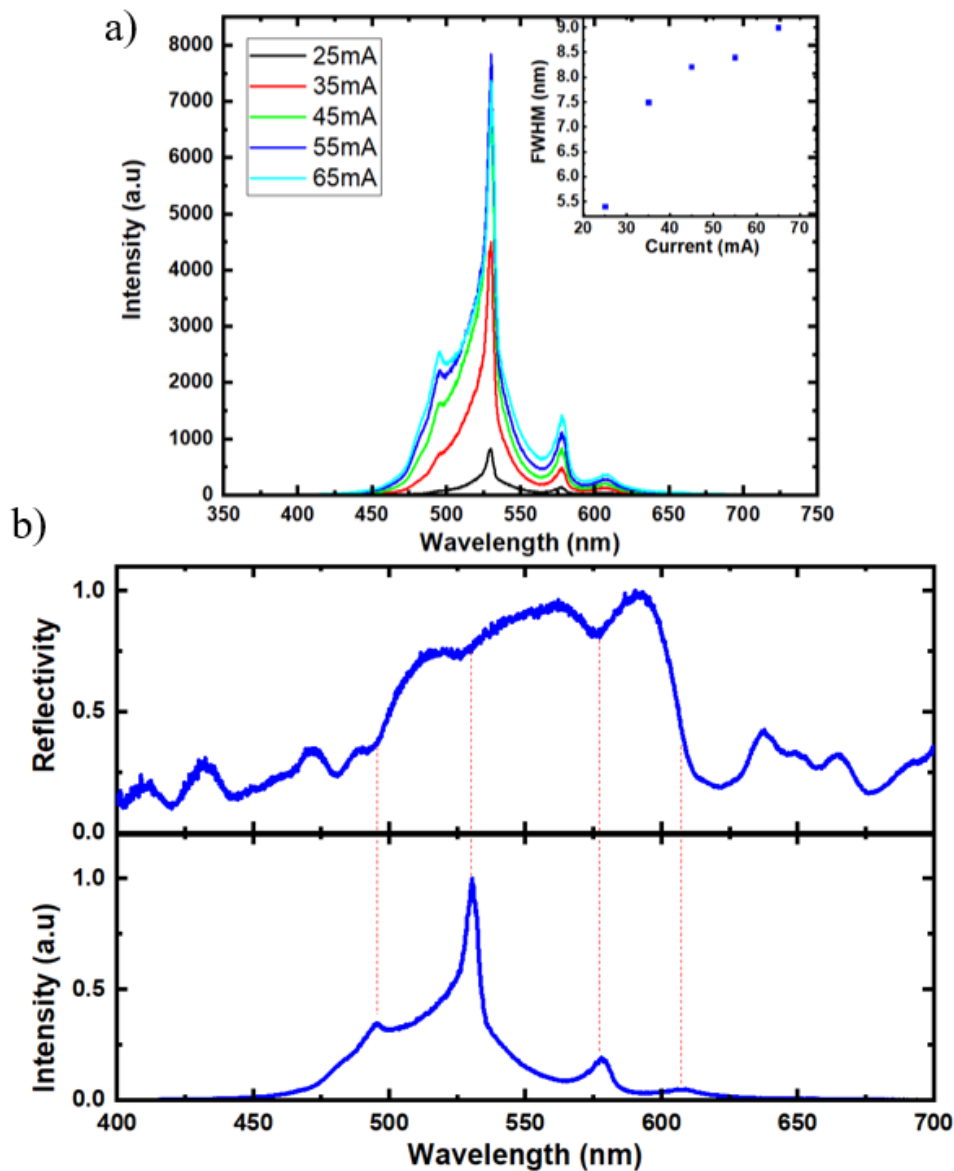 a)
8000
7000
6000
5000
4000
3000
2000
1000
0
Intensity (a.u)
25mA
35mA
45mA
55mA
65mA
9.0
8.5
8.0
7.5
7.0
6.5
6.0
5.5
FWHM (nm)
20 30 40 50 60 70
Current (mA)
350 400 450 500 550 600 650 700 750
Wavelength (nm)
b)
1.0
0.5
0.0
Reflectivity
1.0
0.5
0.0
Intensity (a.u)
400 450 500 550 600 650 700
Wavelength (nm)